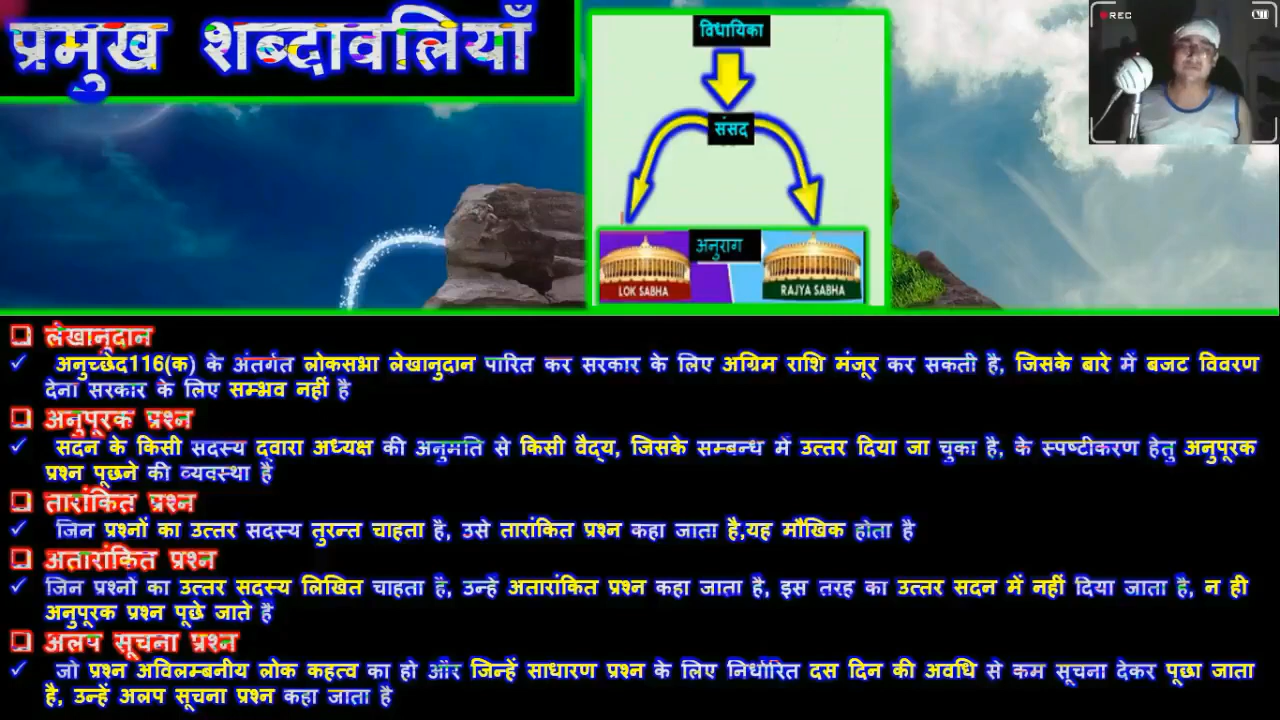 प्रमुख शब्दावलियाँ
विधायिका
REC
संसद
अनुराग
LOK SABHA
RAJYA SABHA
लेखानुदान
अनुच्छेद116(क) के अंतर्गत लोकसभा लेखानुदान पारित कर सरकार के लिए अग्रिम राशि मंजूर कर सकती है, जिसके बारे में बजट विवरण
देना सरकार के लिए सम्भव नहीं है
अनुपूरक प्रश्न
सदन के किसी सदस्य दवारा अध्यक्ष की अनुमति से किसी वैद्य, जिसके सम्बन्ध में उत्तर दिया जा चुका है, के स्पष्टीकरण हेतु अनुपूरक
प्रश्न पूछने की व्यवस्था है
तारांकित प्रश्न
जिन प्रश्नों का उत्तर सदस्य तुरन्त चाहता है, उसे तारांकित प्रश्न कहा जाता है,यह मौखिक होता है
अतारांकित प्रश्न
जिन प्रश्नों का उत्तर सदस्य लिखित चाहता है, उन्हे अतारांकित प्रश्न कहा जाता है, इस तरह का उत्तर सदन में नहीं दिया जाता है, न ही
अनुपूरक प्रश्न पूछे जाते है
अलप सूचना प्रश्न
जो प्रश्न अविलम्बनीय लोक कहत्व का हो और जिन्हें साधारण प्रश्न के लिए निर्धारित दस दिन की अवधि से कम सूचना देकर पूछा जाता
है, उन्हें अलप सूचना प्रश्न कहा जाता है